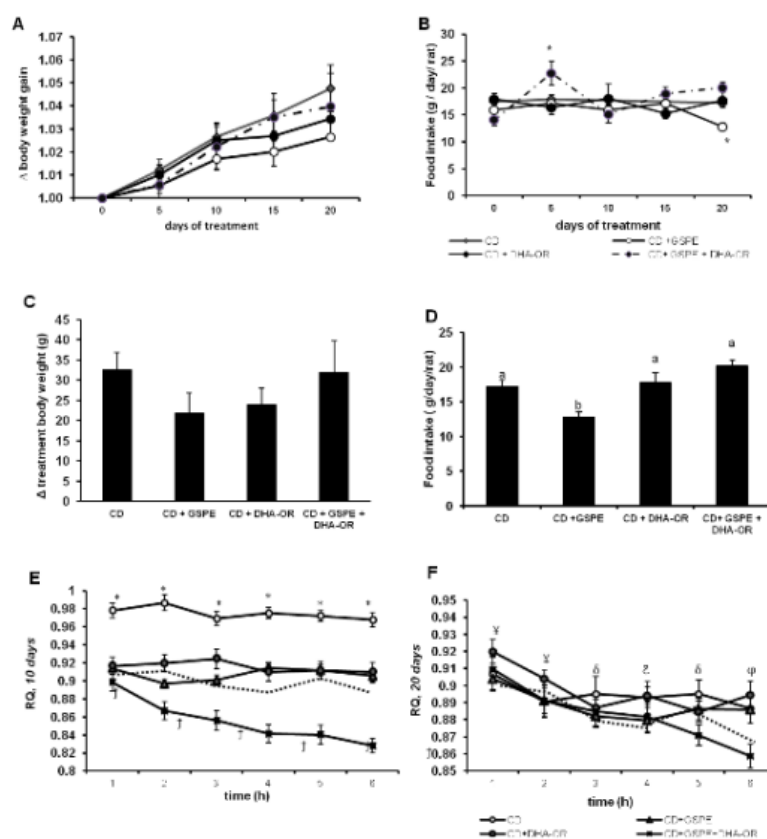 A
1.07
1.06
1.05
1.04
1.03
1.02
1.01
1.00
Δ body weight gain
0 5 10 15 20
days of treatment
B
40
35
30
25
20
15
10
5
0
Food intake (g / day/ rat)
*
*
0 5 10 15 20
days of treatment
CD
CD +GSPE
CD + DHA-OR
CD+ GSPE + DHA-OR
C
45
40
35
30
25
20
15
10
5
0
Δ treatment body weight (g)
CD
CD + GSPE
CD + DHA-OR
CD + GSPE +
DHA-OR
D
25
20
15
10
5
0
Food intake ( g/day/rat)
a
b
a
a
CD
CD +GSPE
CD + DHA-OR
CD+ GSPE +
DHA-OR
E
1
0.98
0.96
0.94
0.92
0.9
0.88
0.86
0.84
0.82
0.8
RQ, 10 days
* * * * * *
1 2 3 4 5 6
time (h)
F
0.93
0.92
0.91
0.90
0.89
0.88
0.87
0.86
0.85
RQ, 20 days
¥ ¥ δ δ φ
1 2 3 4 5 6
time (h)
CD
CD+GSPE
CD+DHA-OR
CD+GSPE+DHA-OR